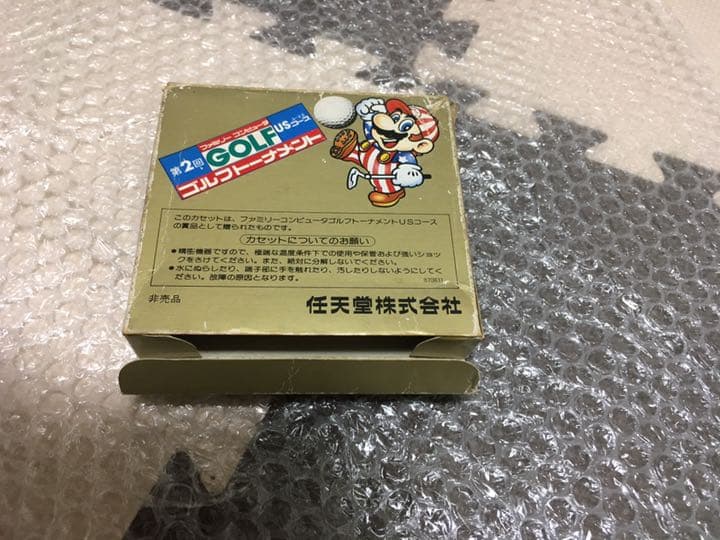 ファミリーコンピュータ
第2回 GOLF USコース
ゴルフトーナメント
このカセットは、ファミリーコンピュータゴルフトーナメントUSコース
の賞品として贈られたものです。
カセットについてのお願い
●精密機器ですので、極端な温度条件下での使用や保管および強いショッ
クをさけてください。また、絶対に分解しないでください。
●水にぬらしたり、端子部に手を触れたり、汚したりしないようにしてく
ださい。故障の原因となります。
非売品
任天堂株式会社